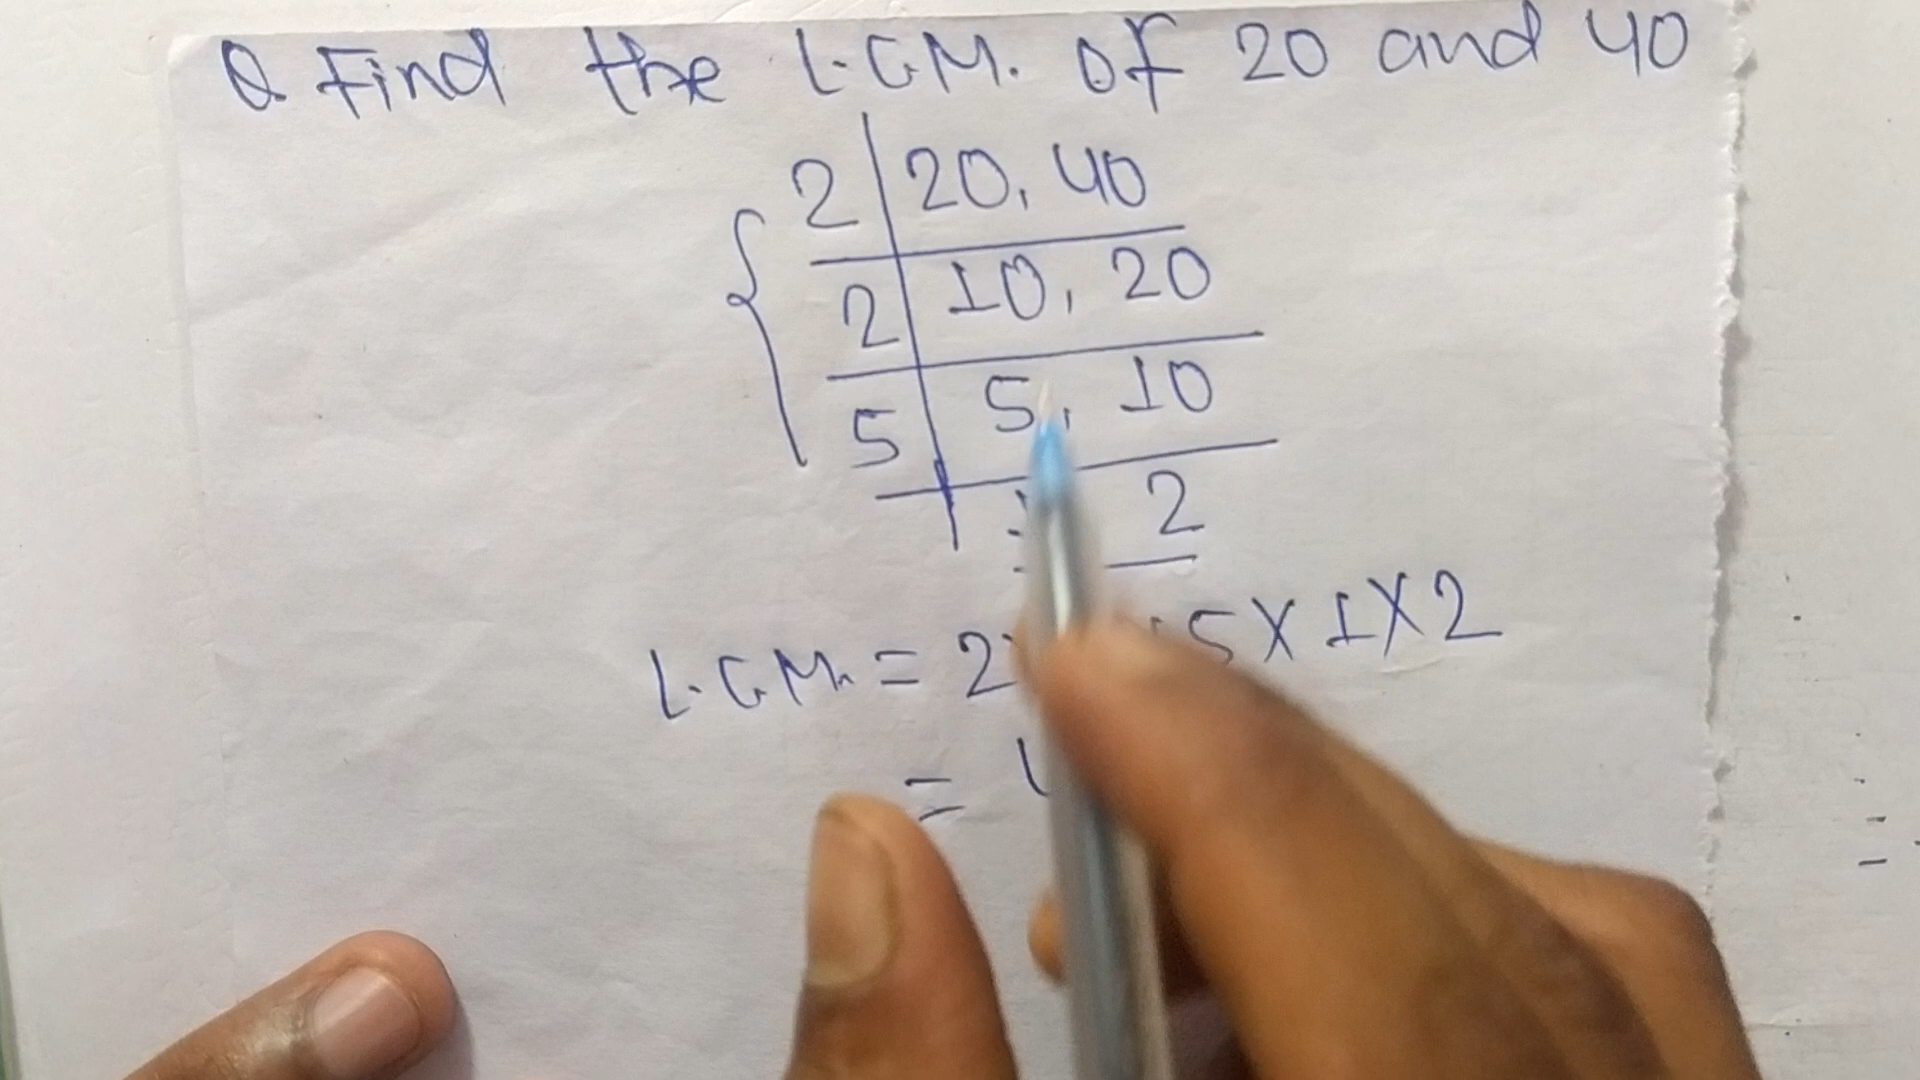 Q. Find the L.C.M. of 20 and 40
2 | 20, 40
2 | 10, 20
5 | 5, 10
2
L.C.M. = 2 5 X 1 X 2
=